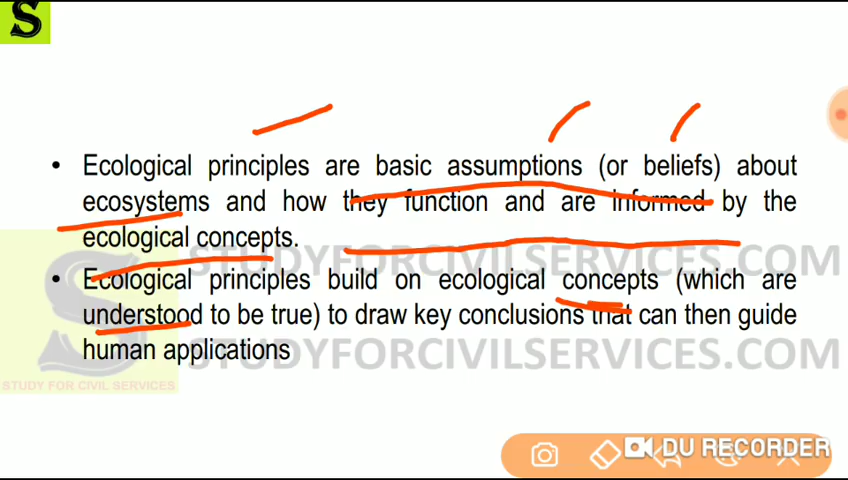 S
• Ecological principles are basic assumptions (or beliefs) about
ecosystems and how they function and are informed by the
ecological concepts.
STUDYFORCIVILSERVICES.COM
• Ecological principles build on ecological concepts (which are
understood to be true) to draw key conclusions that can then guide
human applications
STUDYFORCIVILSERVICES.COM
S
STUDY FOR CIVIL SERVICES
DU RECORDER